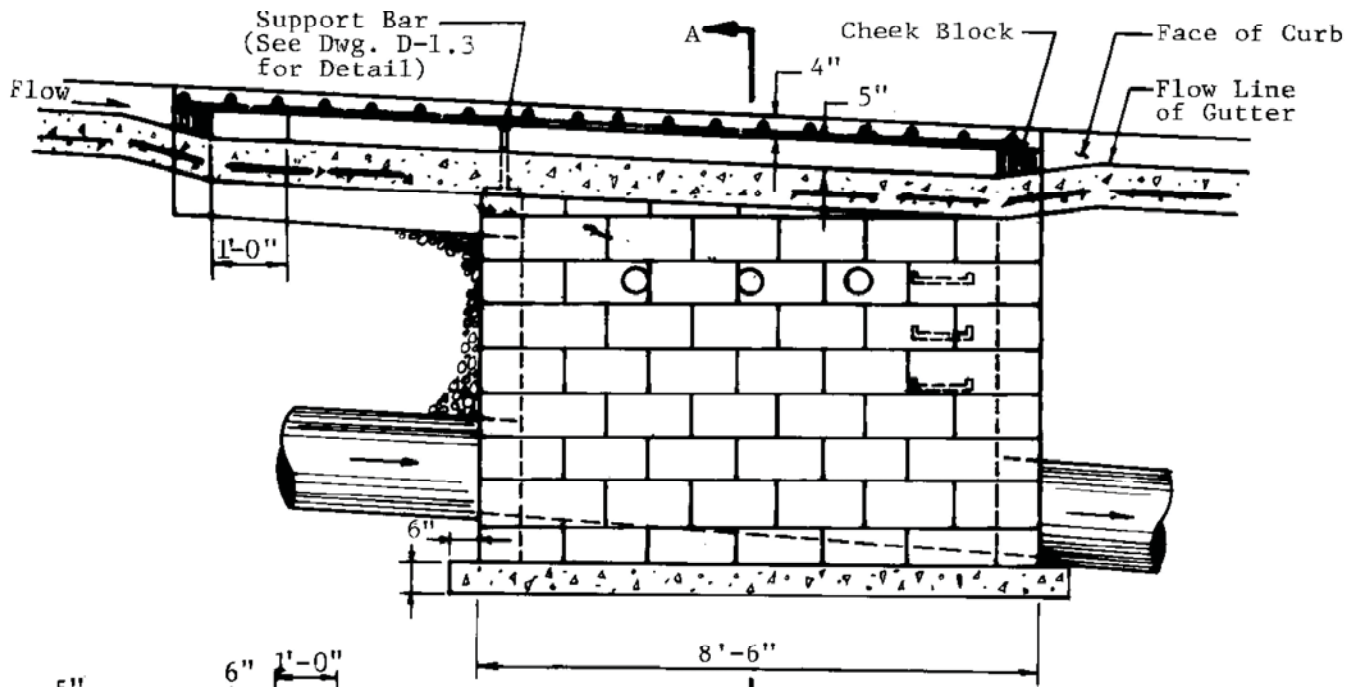 Support Bar
(See Dwg. D-1.3
for Detail)
A
Cheek Block
Face of Curb
4"
5"
Flow
Flow Line
of Gutter
1'-0"
6"
8'-6"
5"
6"
1'-0"